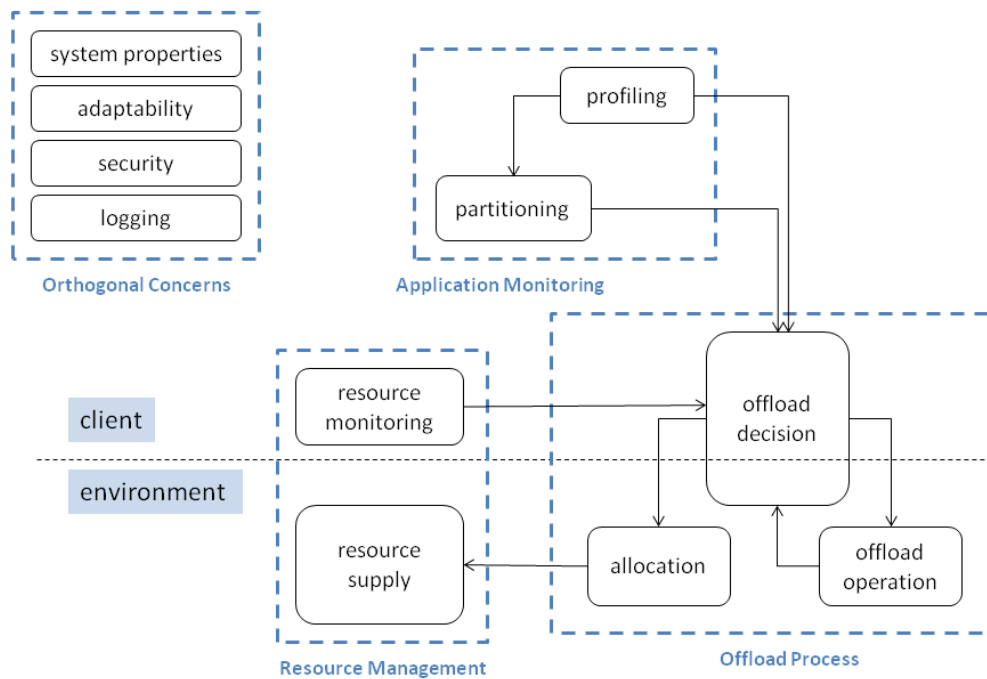 system properties
adaptability
security
logging
Orthogonal Concerns
profiling
partitioning
Application Monitoring
resource
monitoring
offload
decision
client
environment
resource
supply
allocation
offload
operation
Resource Management
Offload Process